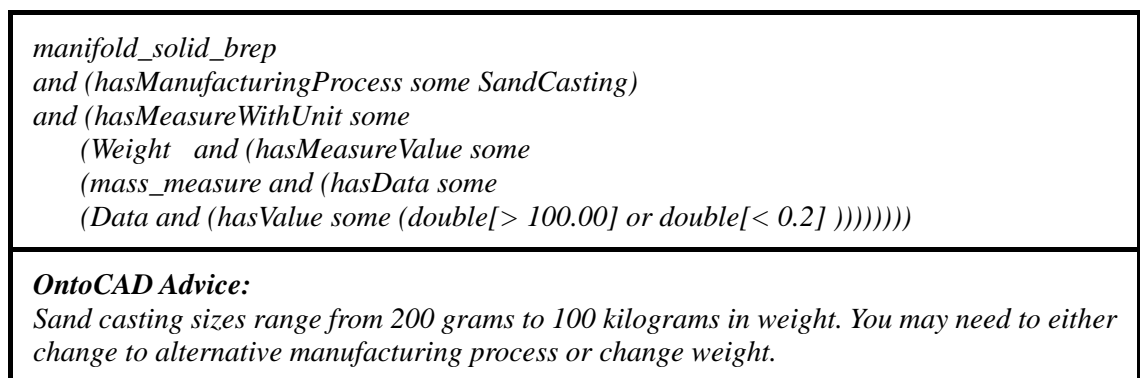 manifold_solid_brep
and (hasManufacturingProcess some SandCasting)
and (hasMeasureWithUnit some
(Weight and (hasMeasureValue some
(mass_measure and (hasData some
(Data and (hasValue some (double[> 100.00] or double[< 0.2] ))))))))
OntoCAD Advice:
Sand casting sizes range from 200 grams to 100 kilograms in weight. You may need to either
change to alternative manufacturing process or change weight.